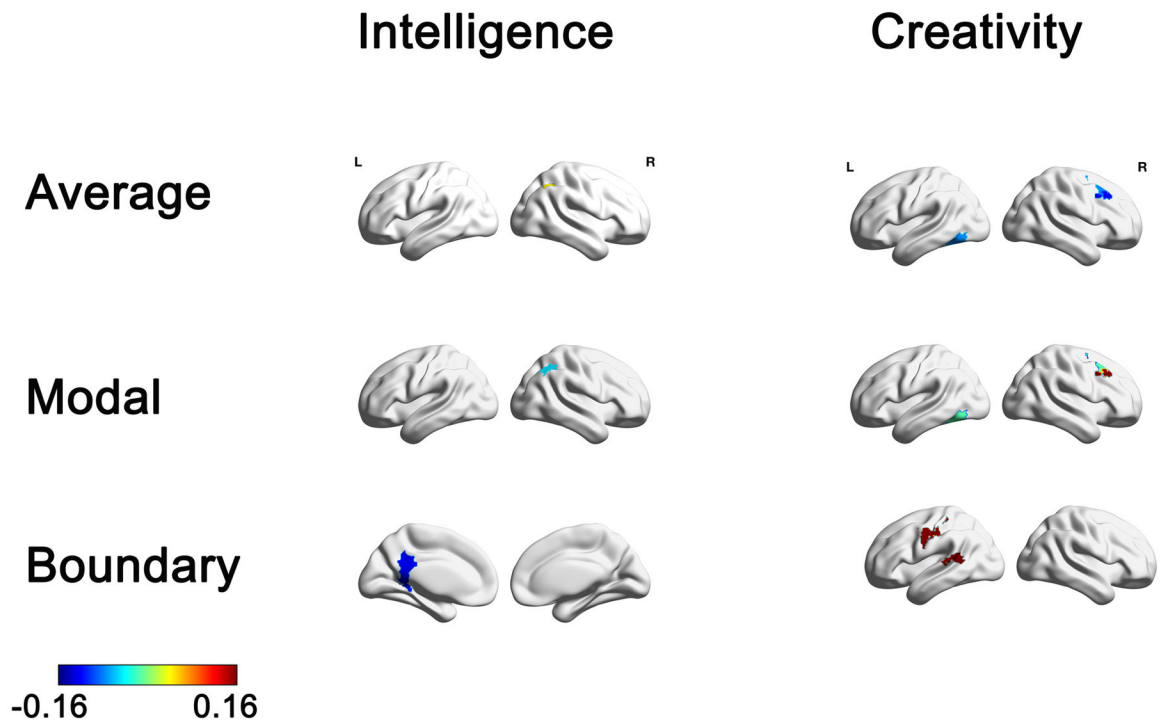 Intelligence Creativity
L R L R
Average
Modal
Boundary
-0.16 0.16